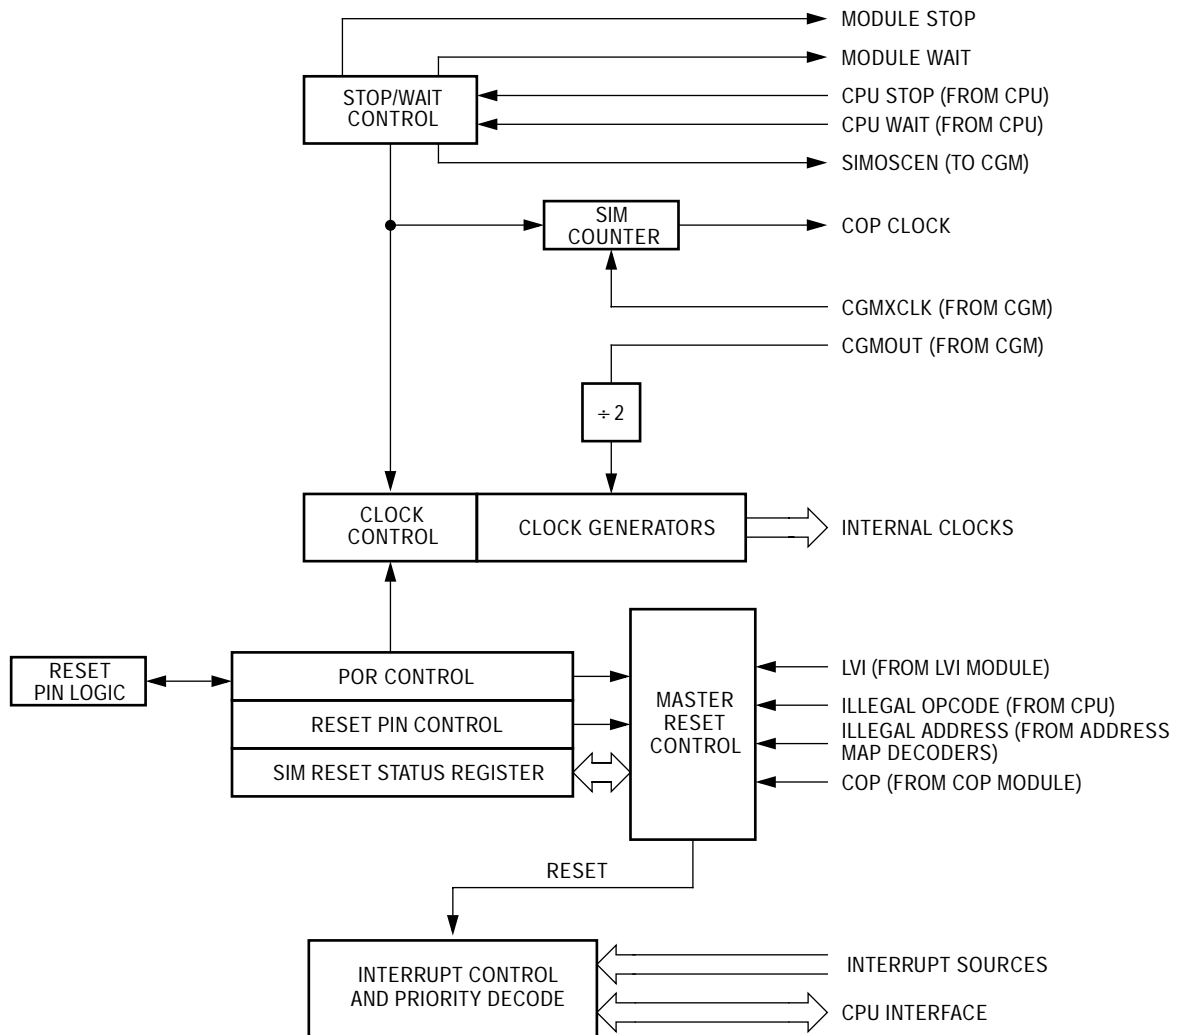 MODULE STOP
MODULE WAIT
STOP/WAIT
CONTROL
CPU STOP (FROM CPU)
CPU WAIT (FROM CPU)
SIMOSCEN (TO CGM)
SIM
COUNTER
COP CLOCK
CGMXCLK (FROM CGM)
CGMOUT (FROM CGM)
÷ 2
CLOCK
CONTROL
CLOCK GENERATORS
INTERNAL CLOCKS
RESET
PIN LOGIC
POR CONTROL
RESET PIN CONTROL
SIM RESET STATUS REGISTER
MASTER
RESET
CONTROL
LVI (FROM LVI MODULE)
ILLEGAL OPCODE (FROM CPU)
ILLEGAL ADDRESS (FROM ADDRESS
MAP DECODERS)
COP (FROM COP MODULE)
RESET
INTERRUPT CONTROL
AND PRIORITY DECODE
INTERRUPT SOURCES
CPU INTERFACE